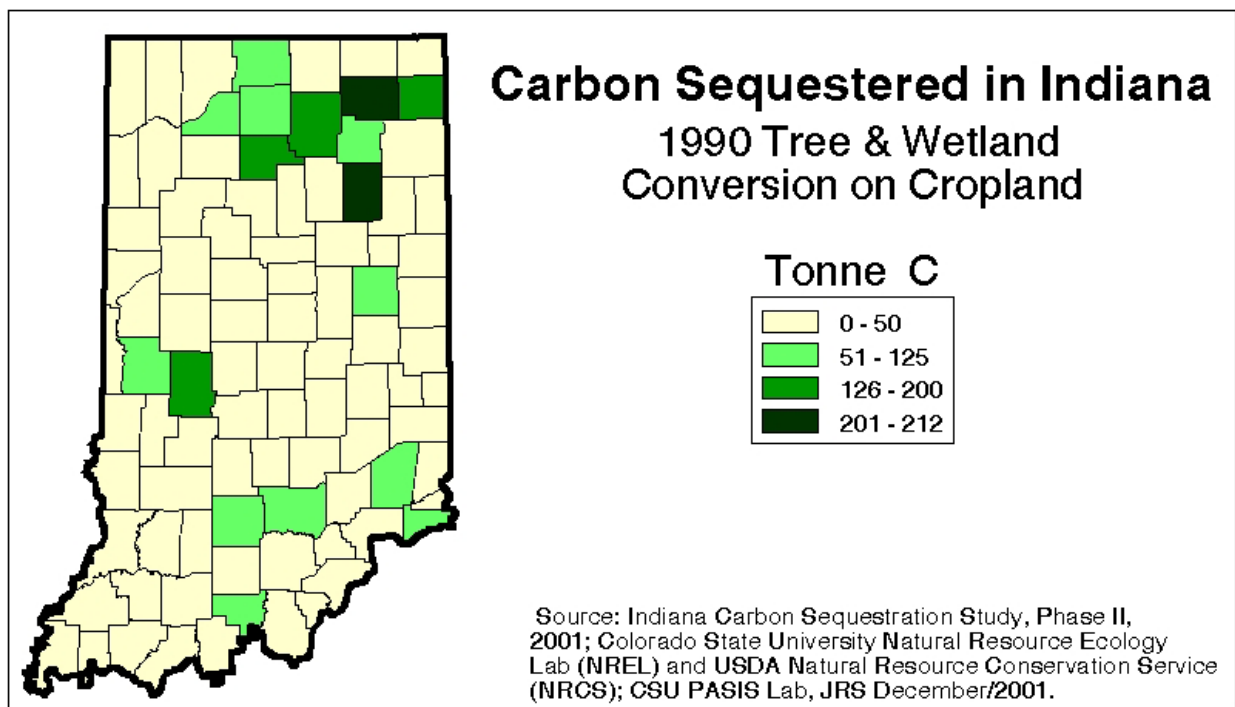 Carbon Sequestered in Indiana
1990 Tree & Wetland
Conversion on Cropland
Tonne C
0 - 50
51 - 125
126 - 200
201 - 212
Source: Indiana Carbon Sequestration Study, Phase II,
2001; Colorado State University Natural Resource Ecology
Lab (NREL) and USDA Natural Resource Conservation Service
(NRCS); CSU PASIS Lab, JRS December/2001.